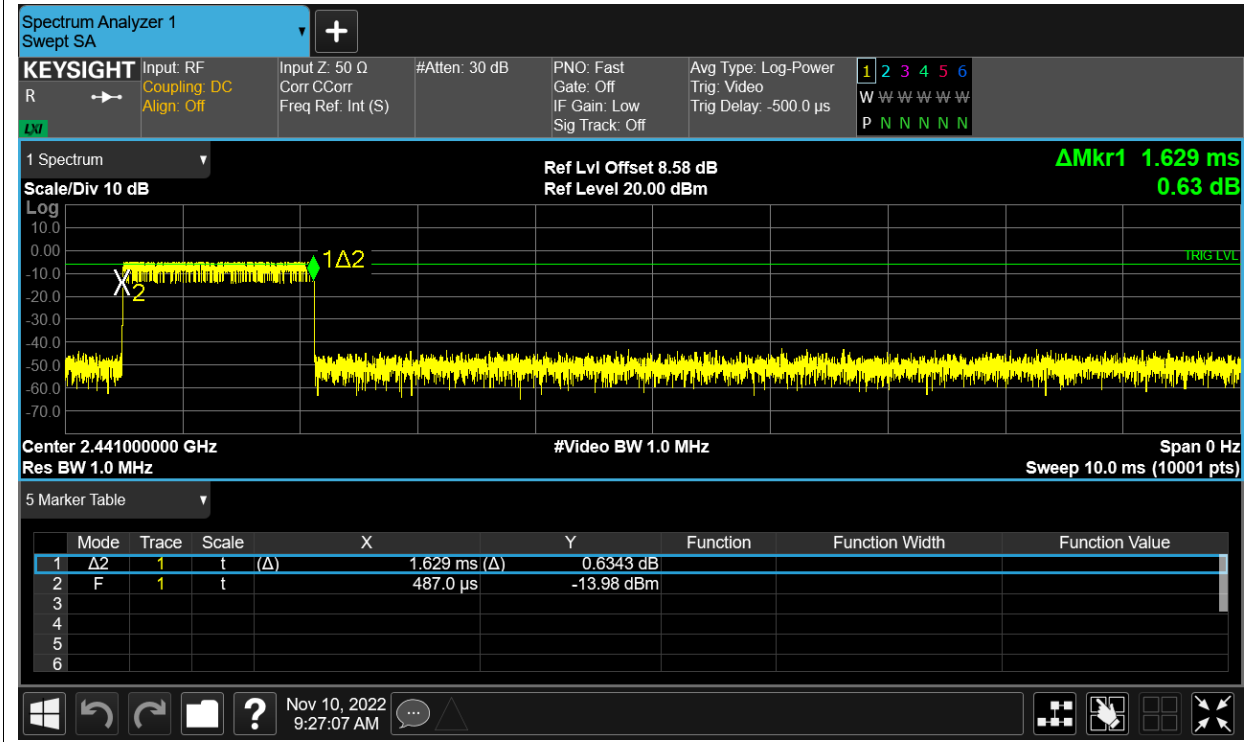 Spectrum Analyzer 1
Swept SA
KEYSIGHT Input: RF Input Z: 50 Ω #Atten: 30 dB PNO: Fast Avg Type: Log-Power 1 2 3 4 5 6
R Coupling: DC Corr CCorr Gate: Off Trig: Video W W W W W W
Align: Off Freq Ref: Int (S) IF Gain: Low Trig Delay: -500.0 µs P N N N N N
LXI Sig Track: Off
1 Spectrum Ref Lvl Offset 8.58 dB ΔMkr1 1.629 ms
Scale/Div 10 dB Ref Level 20.00 dBm 0.63 dB
Log
10.0
0.00 1Δ2 TRIG LVL
-10.0
-20.0 2
-30.0
-40.0
-50.0
-60.0
-70.0
Center 2.441000000 GHz #Video BW 1.0 MHz Span 0 Hz
Res BW 1.0 MHz Sweep 10.0 ms (10001 pts)
5 Marker Table
Mode Trace Scale X Y Function Function Width Function Value
1 Δ2 1 t (Δ) 1.629 ms (Δ) 0.6343 dB
2 F 1 t 487.0 µs -13.98 dBm
3
4
5
6
? Nov 10, 2022
9:27:07 AM